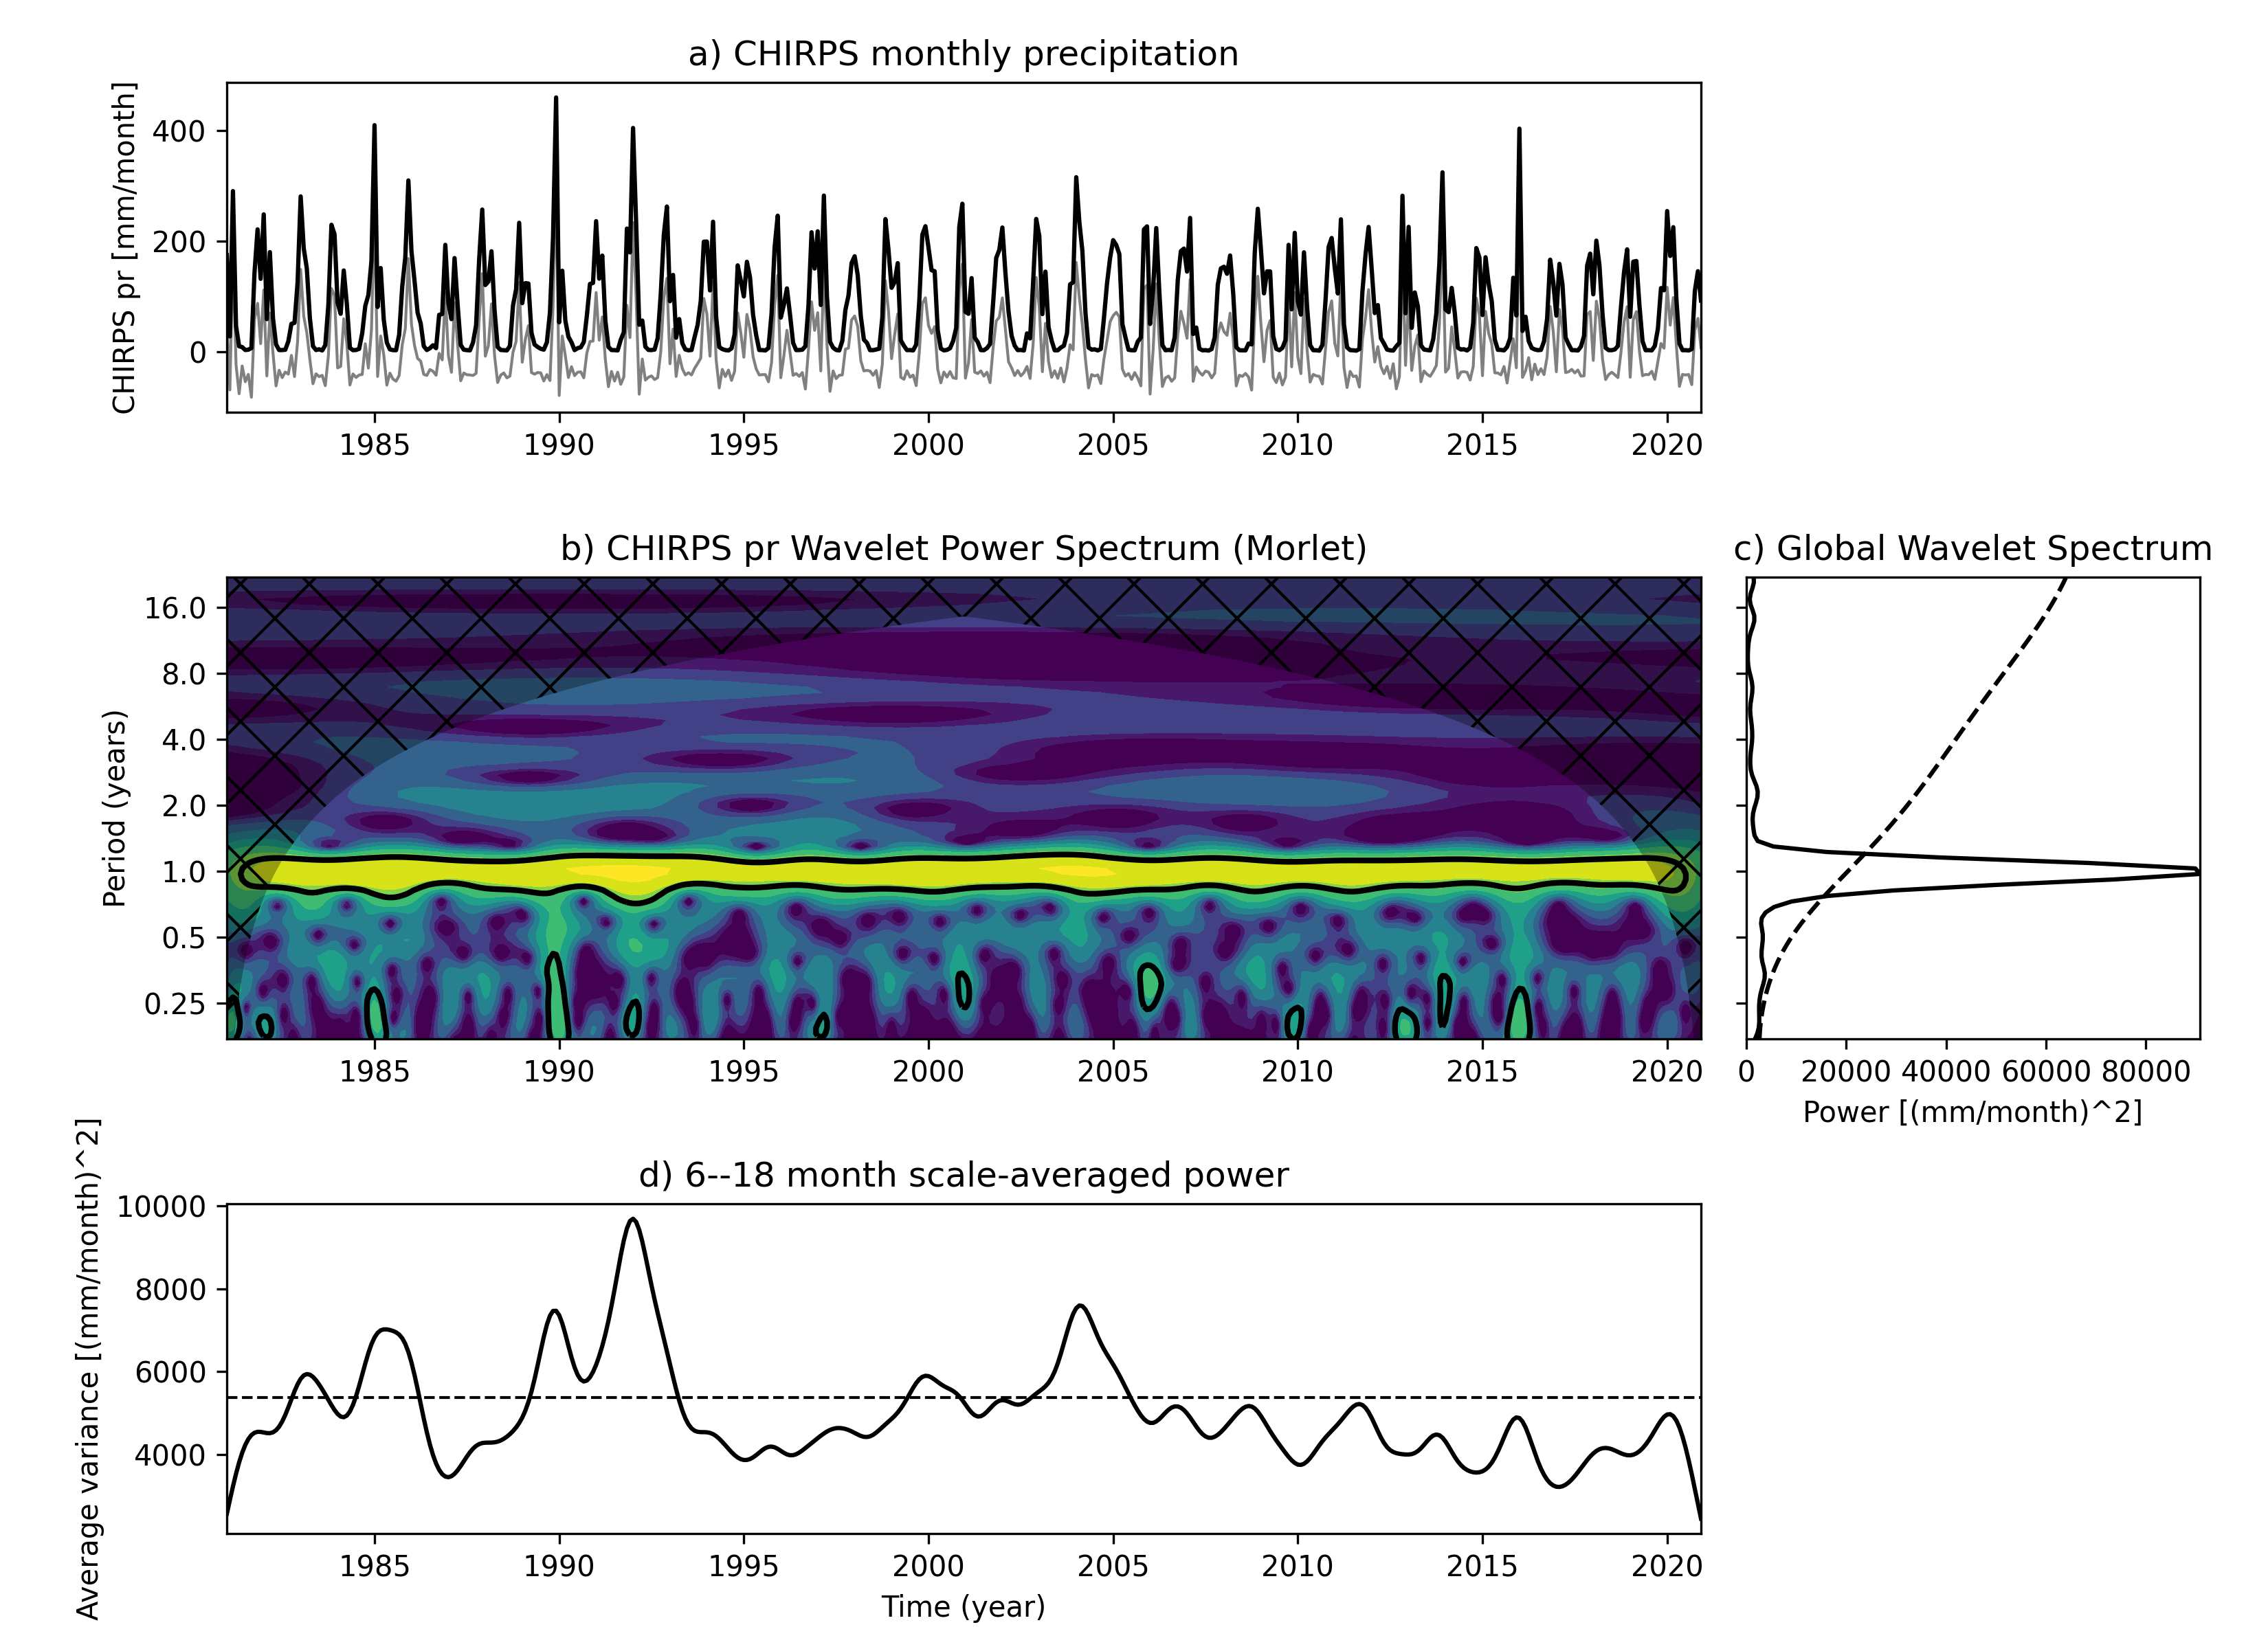 a) CHIRPS monthly precipitation
CHIRPS pr [mm/month]
400
200
0
1985 1990 1995 2000 2005 2010 2015 2020
b) CHIRPS pr Wavelet Power Spectrum (Morlet)
Period (years)
16.0
8.0
4.0
2.0
1.0
0.5
0.25
1985 1990 1995 2000 2005 2010 2015 2020
c) Global Wavelet Spectrum
0 20000 40000 60000 80000
Power [(mm/month)^2]
d) 6--18 month scale-averaged power
Average variance [(mm/month)^2]
10000
8000
6000
4000
1985 1990 1995 2000 2005 2010 2015 2020
Time (year)